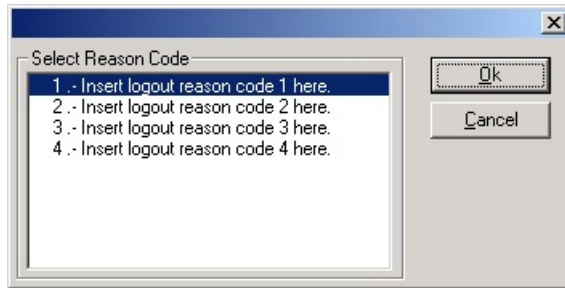 Select Reason Code
1 .- Insert logout reason code 1 here.
2 .- Insert logout reason code 2 here.
3 .- Insert logout reason code 3 here.
4 .- Insert logout reason code 4 here.
Ok
Cancel